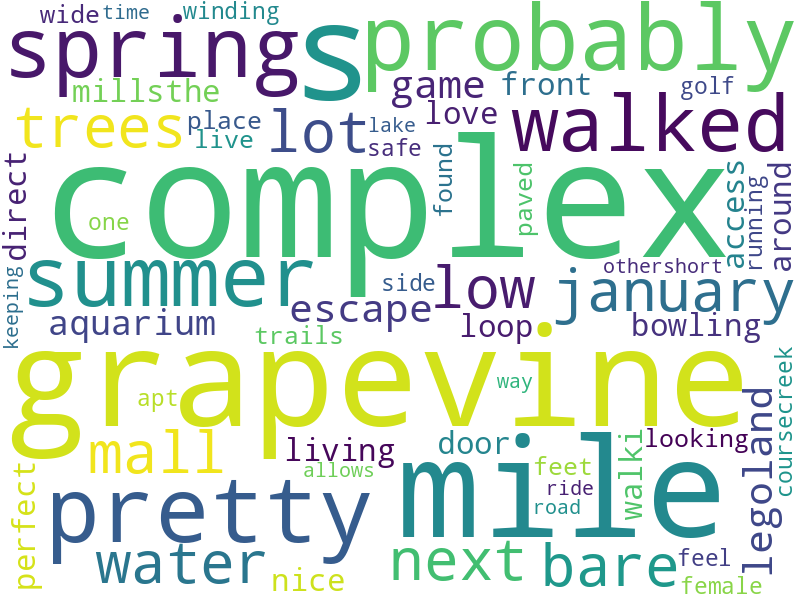 wide time winding
springs s probably
millsthe game front golf
trees place lot love walked
live lake safe
complex
one found paved access running around direct
summer side othershort
keeping escape low january
aquarium trails loop bowling
grapevine
apt way
mall living door looking
allows feet walki legoland coursecreek
perfect pretty mile ride
road
water next bare feel
nice female